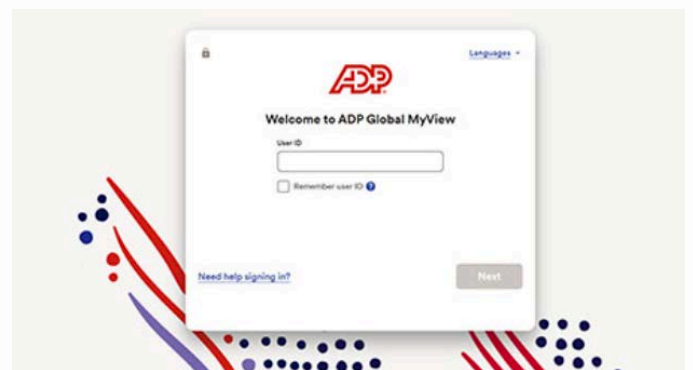 Languages
ADP
Welcome to ADP Global MyView
User ID
Remember user ID ?
Need help signing in?
Next